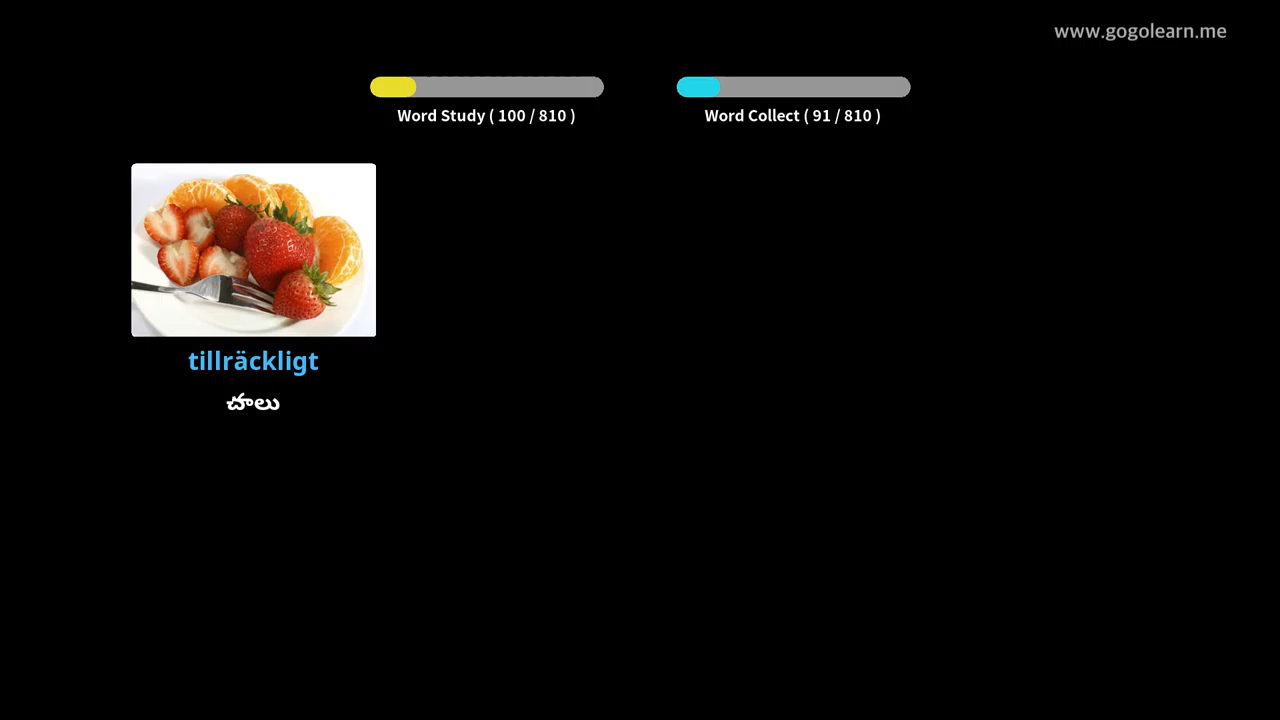 www.gogolearn.me
Word Study ( 100 / 810 )
Word Collect ( 91 / 810 )
tillräckligt
చాలు